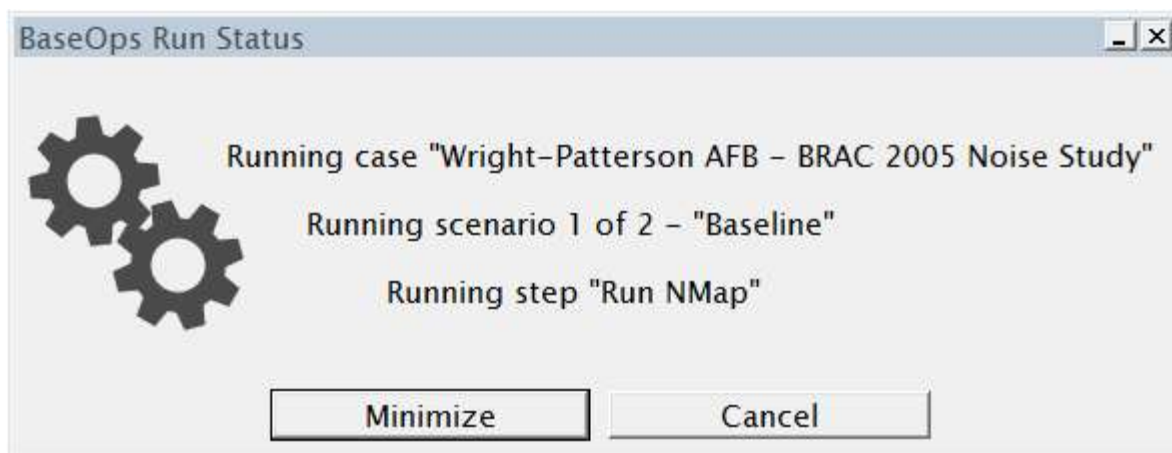 BaseOps Run Status
Running case "Wright-Patterson AFB - BRAC 2005 Noise Study"
Running scenario 1 of 2 - "Baseline"
Running step "Run NMap"
Minimize
Cancel